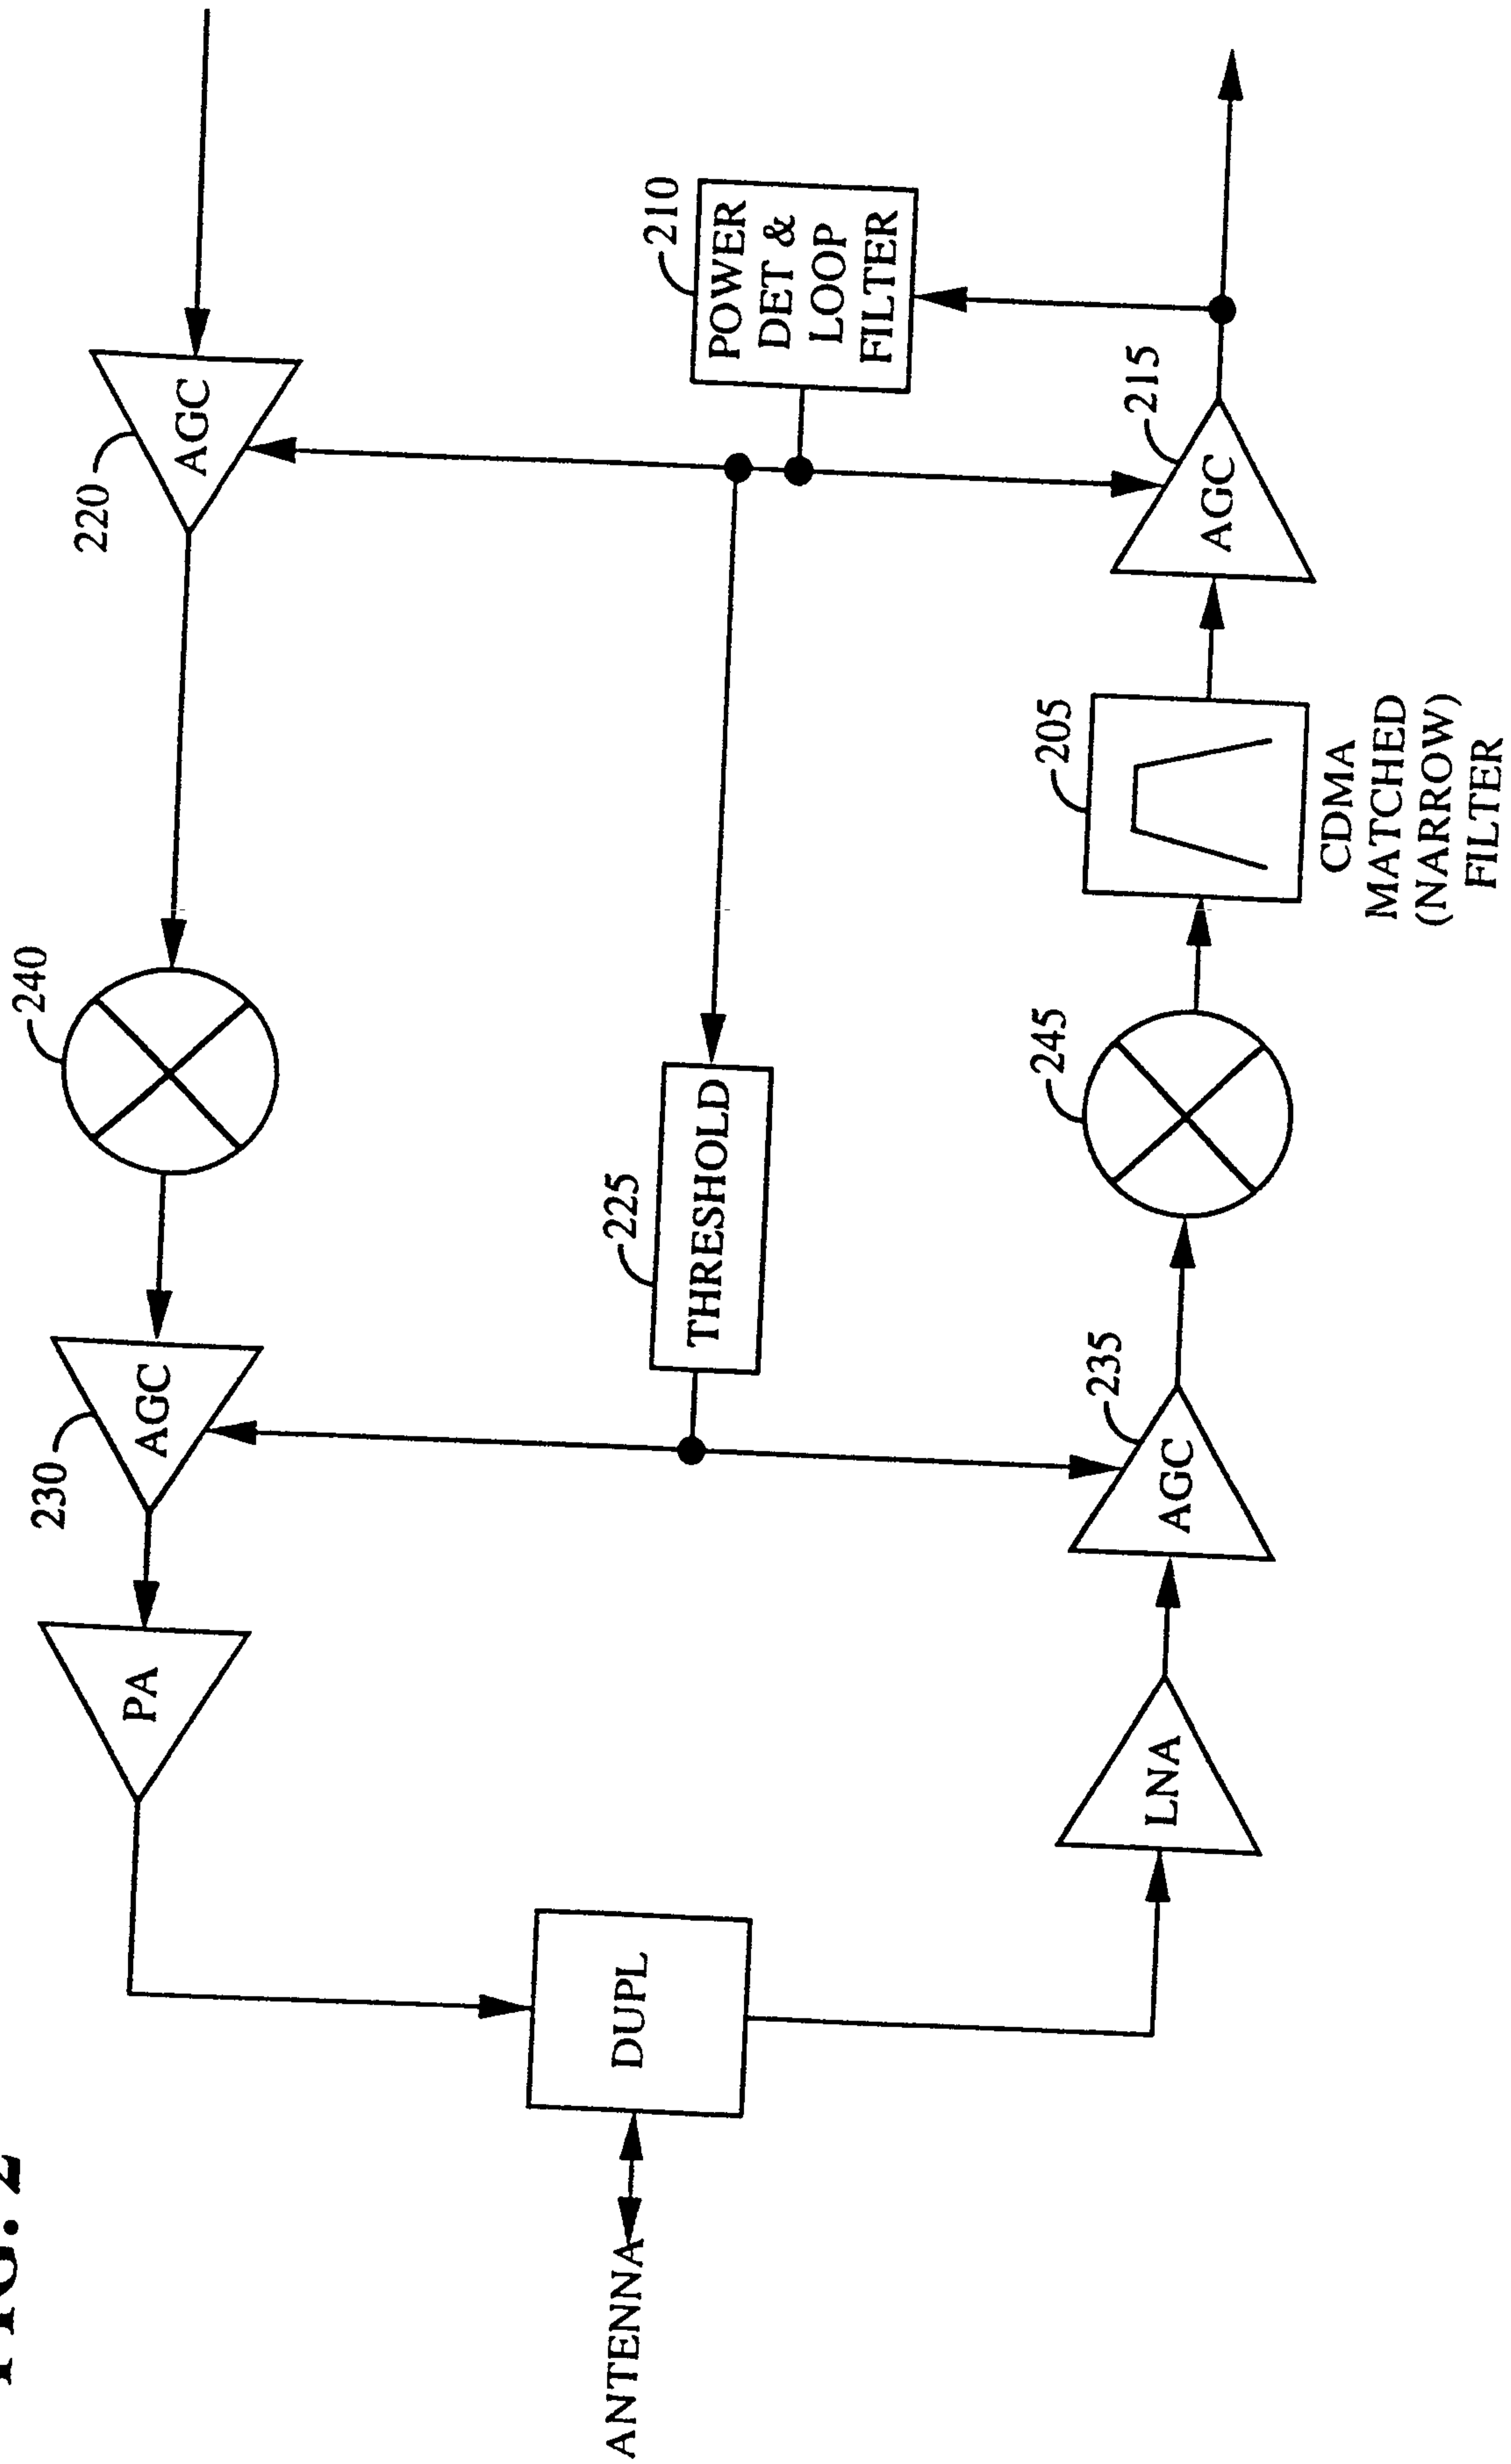 FIG. 2
230
AGC
PA
240
220
AGC
ANTENNA
DUPL
225
THRESHOLD
210
POWER
DET &
LOOP
FILTER
LNA
235
AGC
245
205
CDMA
MATCHED
(NARROW)
FILTER
215
AGC